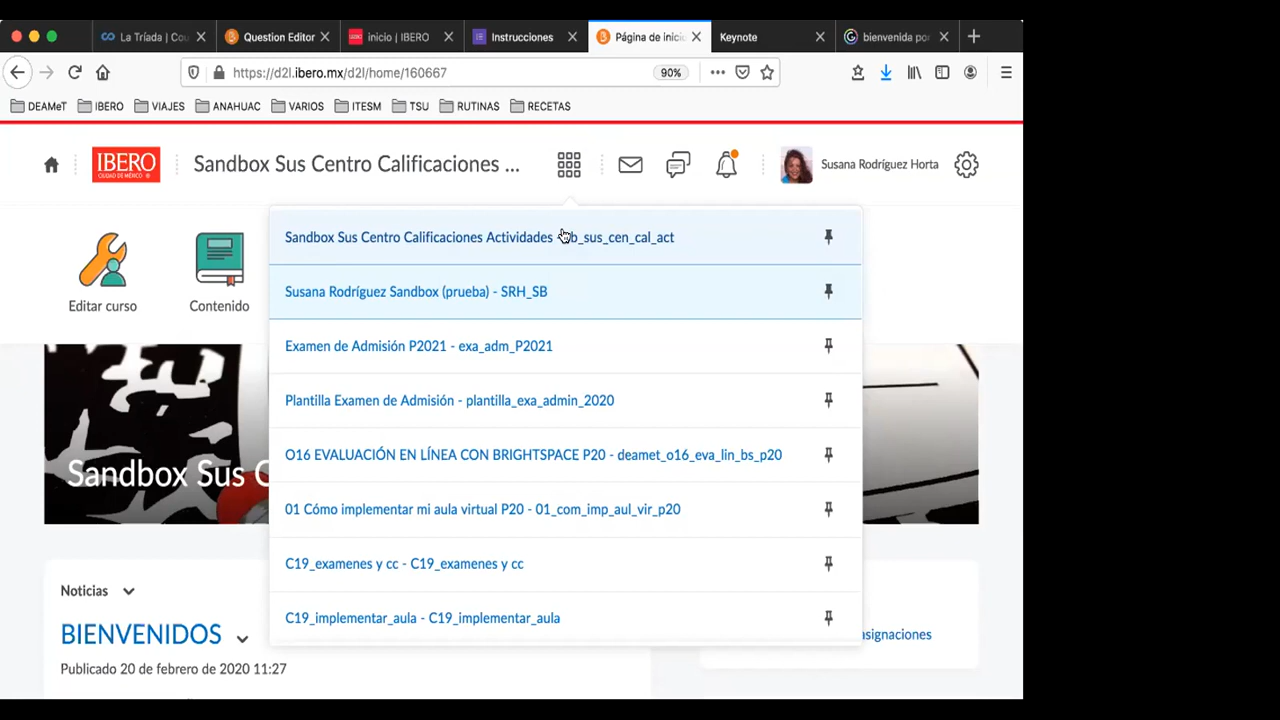 La Tríada | Cou
Question Editor
inicio | IBERO
Instrucciones
Página de inicio
Keynote
bienvenida por
https://d2l.ibero.mx/d2l/home/160667
90%
DEAMeT
IBERO
VIAJES
ANAHUAC
VARIOS
ITESM
TSU
RUTINAS
RECETAS
IBERO
CIUDAD DE MÉXICO ®
Sandbox Sus Centro Calificaciones ...
Susana Rodríguez Horta
Editar curso
Contenido
Sandbox Sus Centro Calificaciones Actividades - sb_sus_cen_cal_act
Susana Rodríguez Sandbox (prueba) - SRH_SB
Examen de Admisión P2021 - exa_adm_P2021
Plantilla Examen de Admisión - plantilla_exa_admin_2020
O16 EVALUACIÓN EN LÍNEA CON BRIGHTSPACE P20 - deamet_o16_eva_lin_bs_p20
01 Cómo implementar mi aula virtual P20 - 01_com_imp_aul_vir_p20
C19_examenes y cc - C19_examenes y cc
C19_implementar_aula - C19_implementar_aula
Sandbox Sus C
Noticias
BIENVENIDOS
Publicado 20 de febrero de 2020 11:27
asignaciones